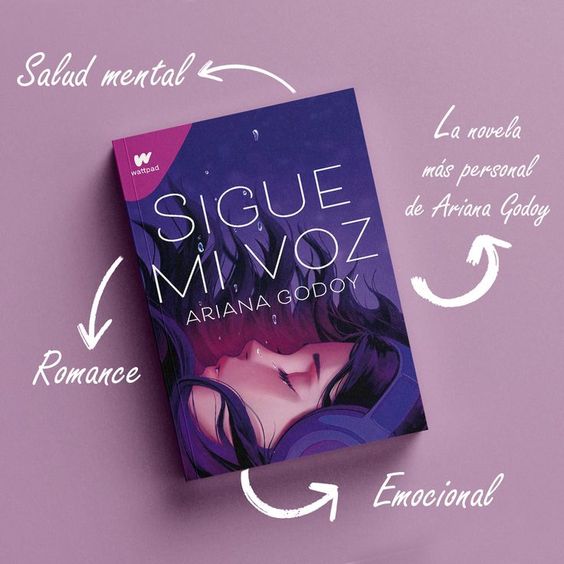 Salud mental
La novela
más personal
de Ariana Godoy
wattpad
SIGUE
MI VOZ
ARIANA GODOY
Romance
Emocional